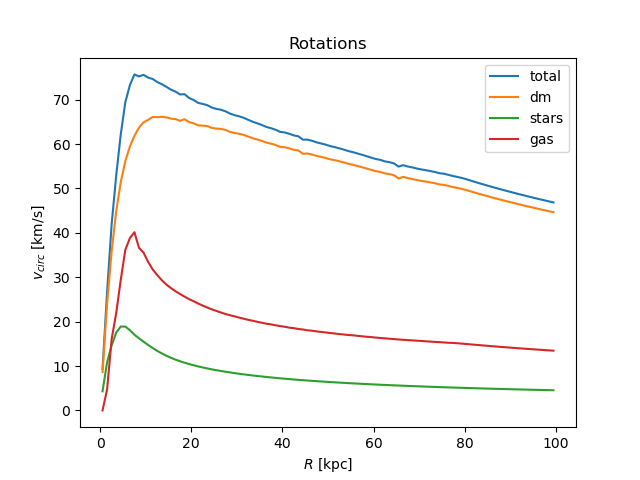 Rotations
total
dm
stars
gas
v_circ [km/s]
70
60
50
40
30
20
10
0
0 20 40 60 80 100
R [kpc]